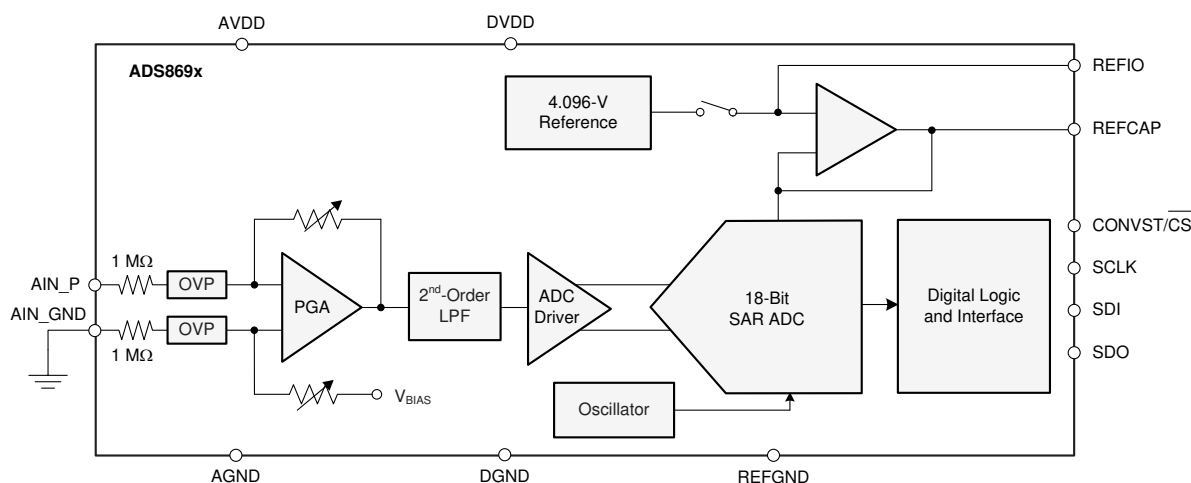 AVDD
DVDD
ADS869x
REFIO
4.096-V
Reference
REFCAP
CONVST/CS
1 MΩ
OVP
AIN_P
SCLK
AIN_GND
PGA
2nd-Order
LPF
ADC
Driver
18-Bit
SAR ADC
Digital Logic
and Interface
SDI
OVP
1 MΩ
SDO
VBIAS
Oscillator
AGND
DGND
REFGND